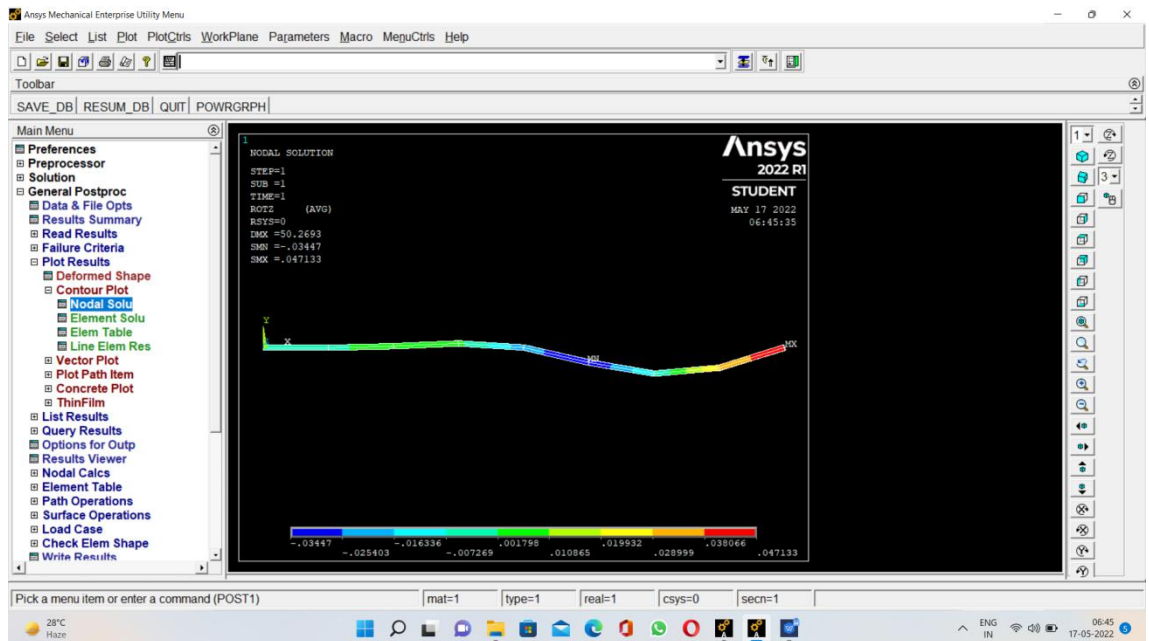 Ansys Mechanical Enterprise Utility Menu
File Select List Plot PlotCtrls WorkPlane Parameters Macro MenuCtrls Help
Toolbar
SAVE_DB RESUM_DB QUIT POWRGRPH
Main Menu
Preferences
Preprocessor
Solution
General Postproc
Data & File Opts
Results Summary
Read Results
Failure Criteria
Plot Results
Deformed Shape
Contour Plot
Nodal Solu
Element Solu
Elem Table
Line Elem Res
Vector Plot
Plot Path Item
Concrete Plot
ThinFilm
List Results
Query Results
Options for Outp
Results Viewer
Nodal Calcs
Element Table
Path Operations
Surface Operations
Load Case
Check Elem Shape
Write Results
1
NODAL SOLUTION
STEP=1
SUB =1
TIME=1
ROTZ (AVG)
RSYS=0
DMX =50.2693
SMN =-.03447
SMX =.047133
Ansys
2022 R1
STUDENT
MAY 17 2022
06:45:35
Y
X
MN
MX
-.03447 -.016336 .001798 .019932 .038066
-.025403 -.007269 .010865 .028999 .047133
1
3
Pick a menu item or enter a command (POST1) mat=1 type=1 real=1 csys=0 secn=1
28°C
Haze
ENG
IN
06:45
17-05-2022
5